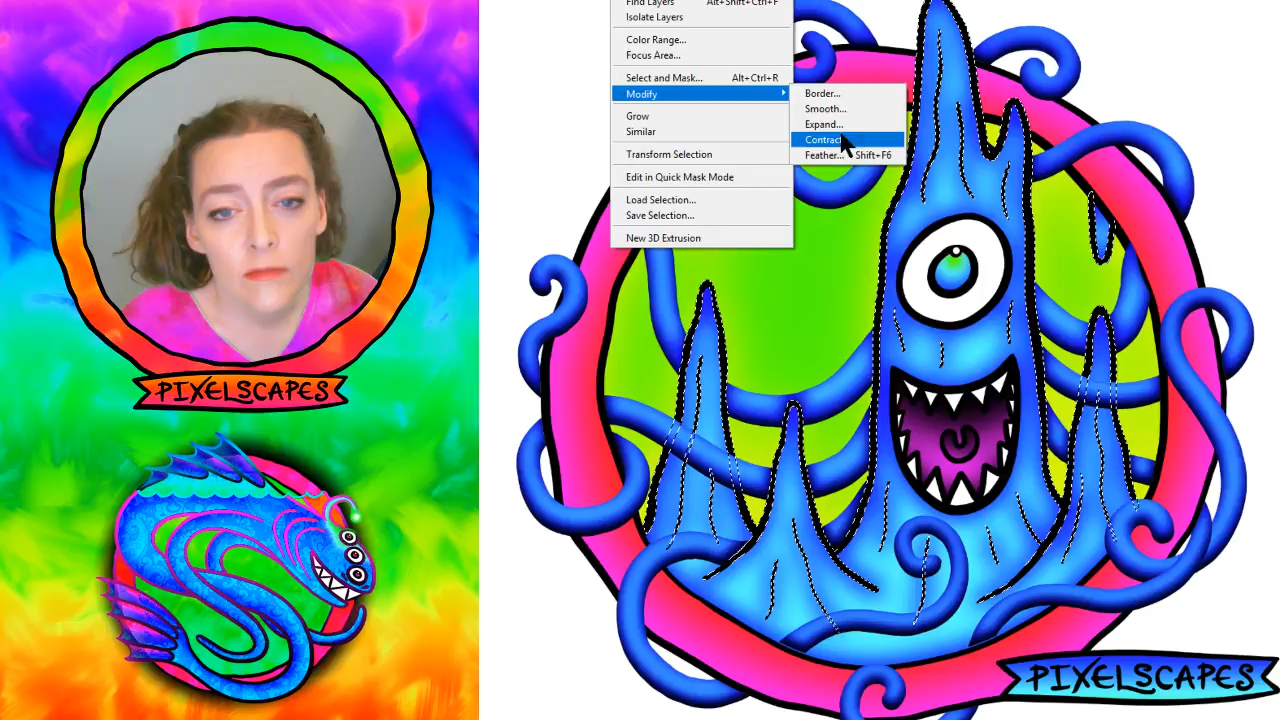 Find Layers Alt+Shift+Ctrl+F
Isolate Layers
Color Range...
Focus Area...
Select and Mask... Alt+Ctrl+R
Modify
Grow
Similar
Transform Selection
Edit in Quick Mask Mode
Load Selection...
Save Selection...
New 3D Extrusion
Border...
Smooth...
Expand...
Contract
Feather... Shift+F6
PIXELSCAPES
PIXELSCAPES